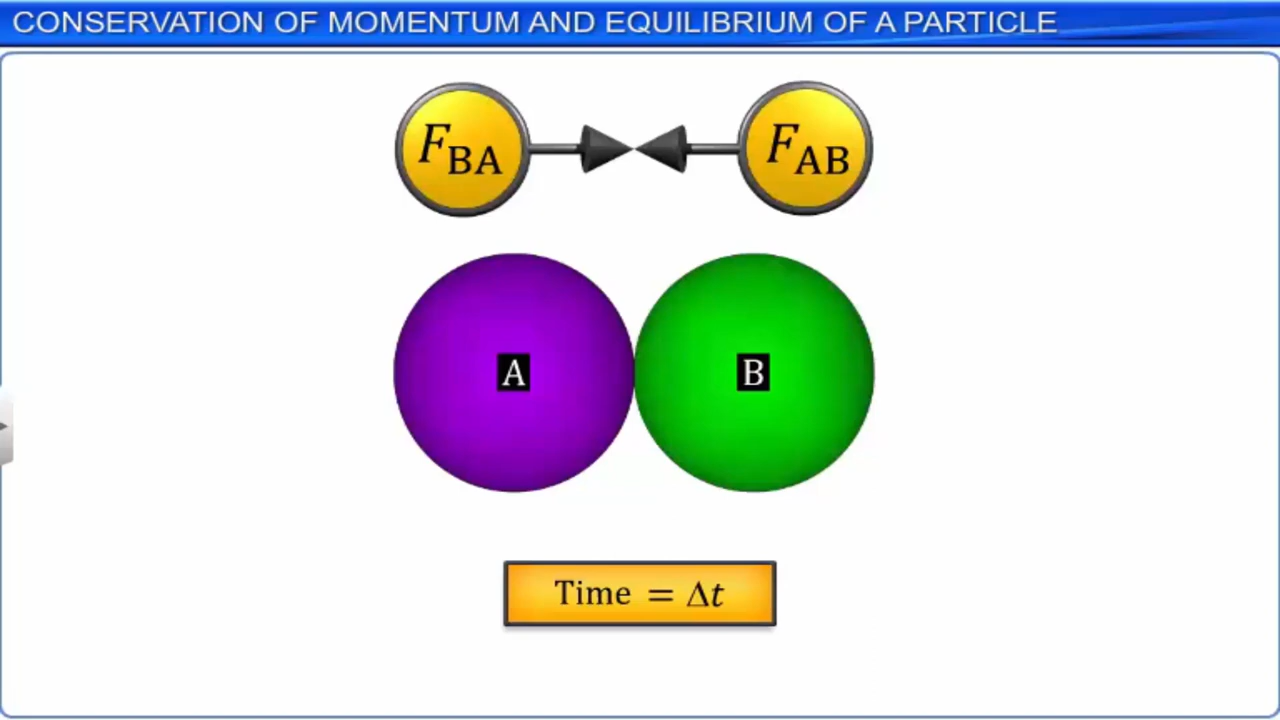 CONSERVATION OF MOMENTUM AND EQUILIBRIUM OF A PARTICLE
F_BA F_AB
A B
Time = Δt